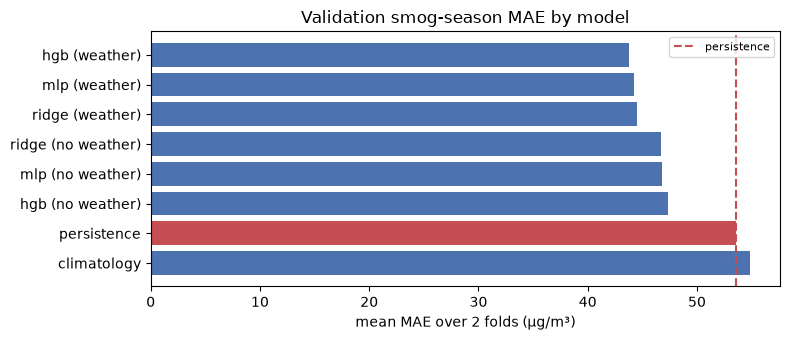 Validation smog-season MAE by model
persistence
hgb (weather)
mlp (weather)
ridge (weather)
ridge (no weather)
mlp (no weather)
hgb (no weather)
persistence
climatology
0 10 20 30 40 50
mean MAE over 2 folds (µg/m³)